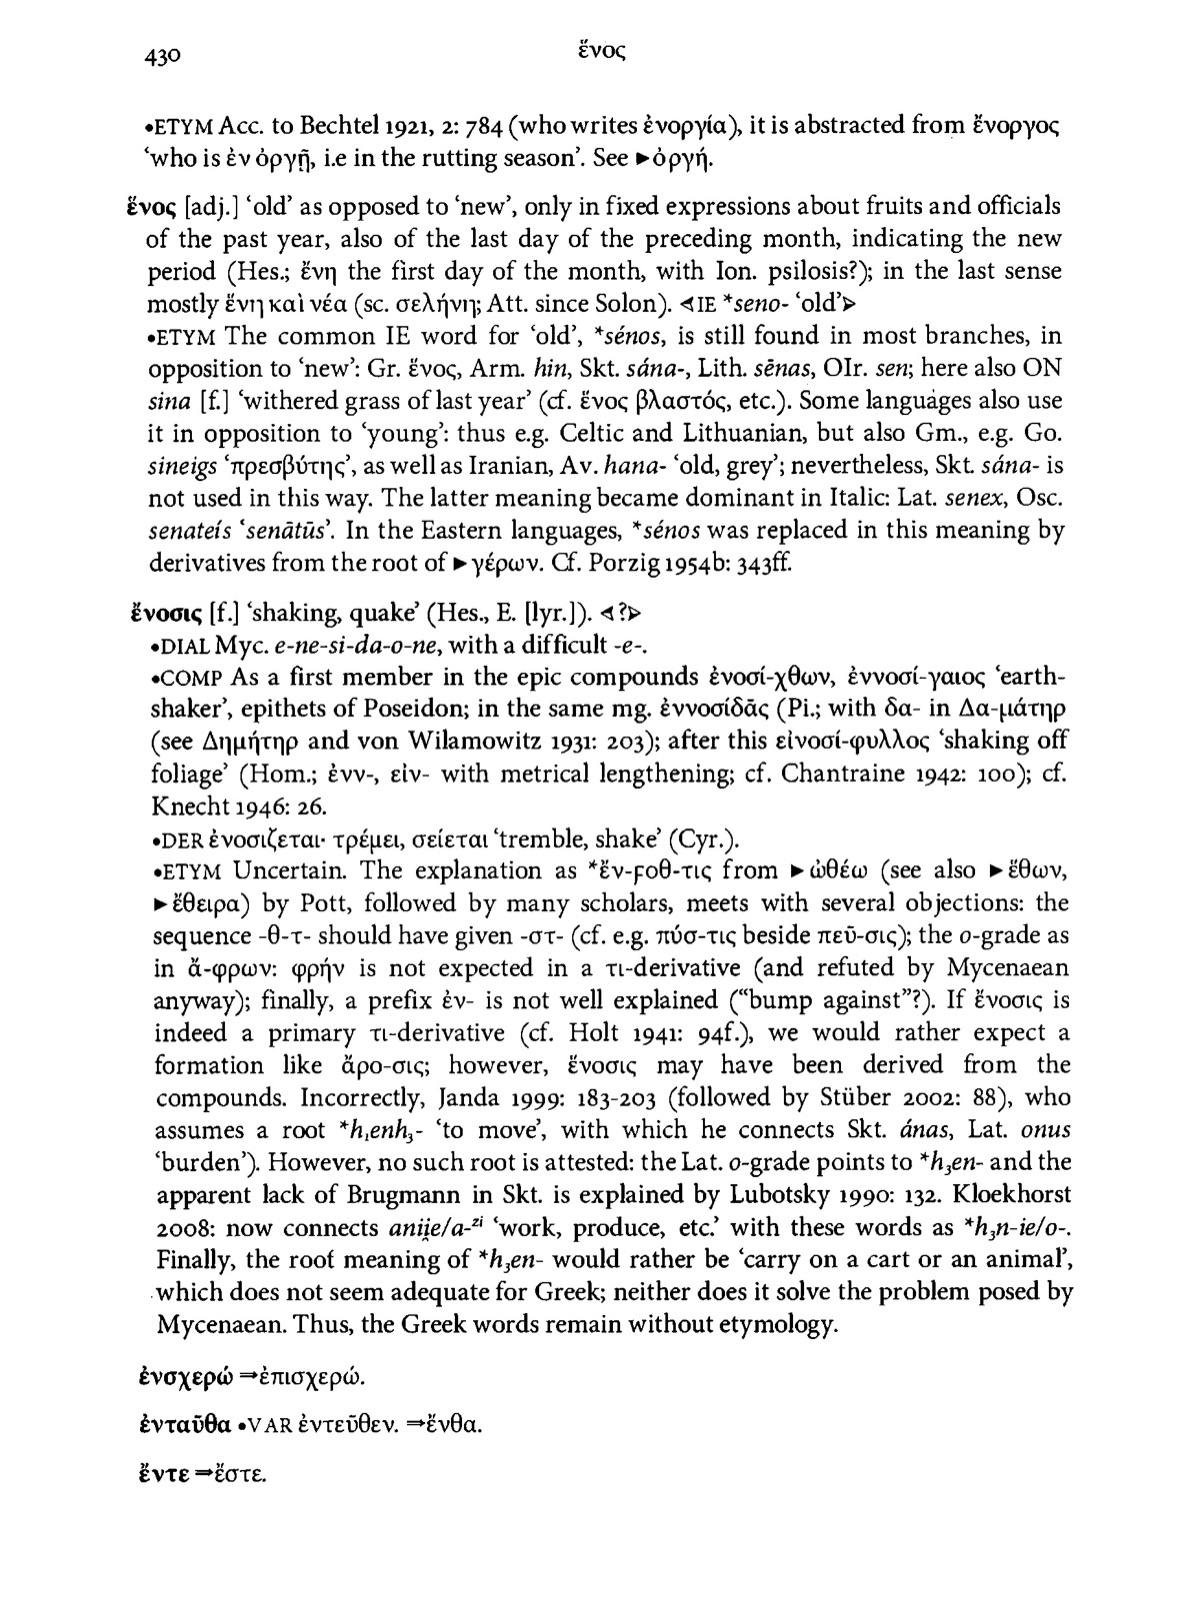 430
ἕνος
•ETYM Acc. to Bechtel 1921, 2: 784 (who writes ἐνοργία), it is abstracted from ἔνοργος
‘who is ἐν ὀργῇ, i.e in the rutting season’. See ►ὀργή.
ἕνος [adj.] ‘old’ as opposed to ‘new’, only in fixed expressions about fruits and officials
of the past year, also of the last day of the preceding month, indicating the new
period (Hes.; ἔνη the first day of the month, with Ion. psilosis?); in the last sense
mostly ἕνη καὶ νέα (sc. σελήνη; Att. since Solon). ⊲IE *seno- ‘old’⊳
•ETYM The common IE word for ‘old’, *sénos, is still found in most branches, in
opposition to ‘new’: Gr. ἕνος, Arm. hin, Skt. sána-, Lith. sẽnas, OIr. sen; here also ON
sina [f.] ‘withered grass of last year’ (cf. ἕνος βλαστός, etc.). Some languages also use
it in opposition to ‘young’: thus e.g. Celtic and Lithuanian, but also Gm., e.g. Go.
sineigs ‘πρεσβύτης’, as well as Iranian, Av. hana- ‘old, grey’; nevertheless, Skt. sána- is
not used in this way. The latter meaning became dominant in Italic: Lat. senex, Osc.
senateís ‘senātūs’. In the Eastern languages, *sénos was replaced in this meaning by
derivatives from the root of ►γέρων. Cf. Porzig 1954b: 343ff.
ἔνοσις [f.] ‘shaking, quake’ (Hes., E. [lyr.]). ⊲?⊳
•DIAL Myc. e-ne-si-da-o-ne, with a difficult -e-.
•COMP As a first member in the epic compounds ἐνοσί-χθων, ἐννοσί-γαιος ‘earth-
shaker’, epithets of Poseidon; in the same mg. ἐννοσίδᾱς (Pi.; with δα- in Δα-μάτηρ
(see Δημήτηρ and von Wilamowitz 1931: 203); after this εἰνοσί-φυλλος ‘shaking off
foliage’ (Hom.; ἐνν-, εἰν- with metrical lengthening; cf. Chantraine 1942: 100); cf.
Knecht 1946: 26.
•DER ἐνοσιζεται· τρέμει, σείεται ‘tremble, shake’ (Cyr.).
•ETYM Uncertain. The explanation as *ἔν-ϝοθ-τις from ►ὠθέω (see also ►ἔθων,
►ἔθειρα) by Pott, followed by many scholars, meets with several objections: the
sequence -θ-τ- should have given -στ- (cf. e.g. πύσ-τις beside πεῦ-σις); the o-grade as
in ἄ-φρων: φρήν is not expected in a τι-derivative (and refuted by Mycenaean
anyway); finally, a prefix ἐν- is not well explained (“bump against”?). If ἔνοσις is
indeed a primary τι-derivative (cf. Holt 1941: 94f.), we would rather expect a
formation like ἄρο-σις; however, ἔνοσις may have been derived from the
compounds. Incorrectly, Janda 1999: 183-203 (followed by Stüber 2002: 88), who
assumes a root *h₁enh₃- ‘to move’, with which he connects Skt. ánas, Lat. onus
‘burden’). However, no such root is attested: the Lat. o-grade points to *h₃en- and the
apparent lack of Brugmann in Skt. is explained by Lubotsky 1990: 132. Kloekhorst
2008: now connects anii̯e/a-ᶻⁱ ‘work, produce, etc.’ with these words as *h₃n-ie/o-.
Finally, the root meaning of *h₃en- would rather be ‘carry on a cart or an animal’,
which does not seem adequate for Greek; neither does it solve the problem posed by
Mycenaean. Thus, the Greek words remain without etymology.
ἐνσχερώ ⇒ἐπισχερώ.
ἐνταῦθα •VAR ἐντεῦθεν. ⇒ἔνθα.
ἔντε ⇒ἔστε.